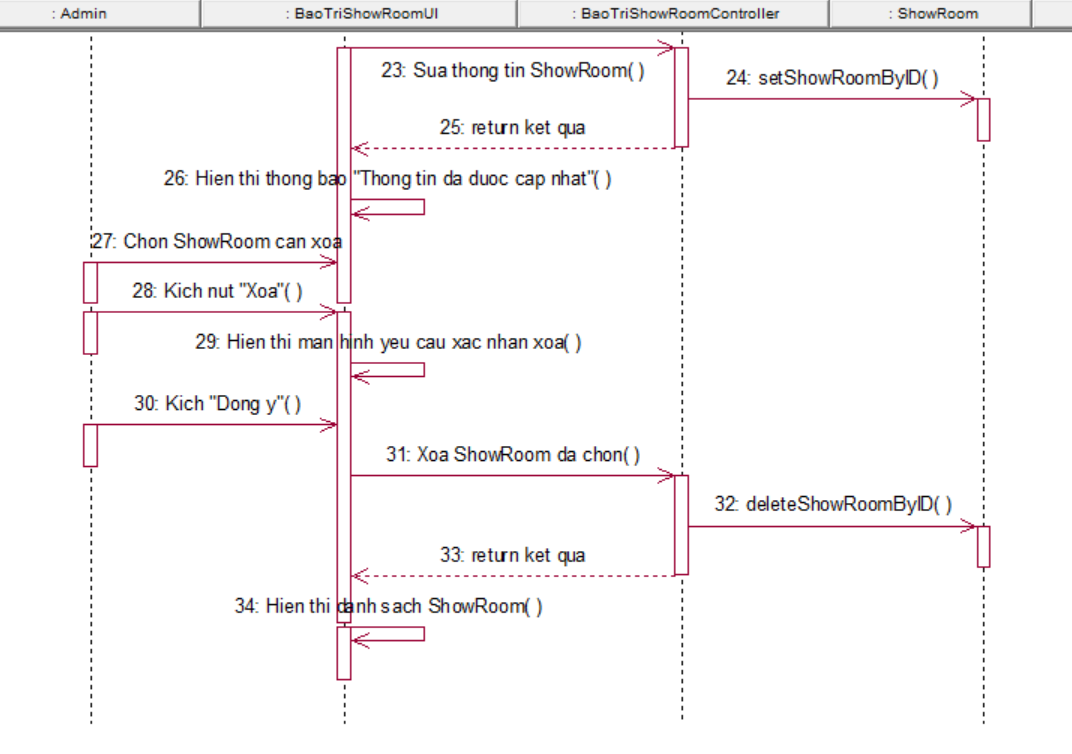 : Admin
: BaoTriShowRoomUI
: BaoTriShowRoomController
: ShowRoom
23: Sua thong tin ShowRoom( )
24: setShowRoomByID( )
25: return ket qua
26: Hien thi thong bao "Thong tin da duoc cap nhat"( )
27: Chon ShowRoom can xoa
28: Kich nut "Xoa"( )
29: Hien thi man hinh yeu cau xac nhan xoa( )
30: Kich "Dong y"( )
31: Xoa ShowRoom da chon( )
32: deleteShowRoomByID( )
33: return ket qua
34: Hien thi danh sach ShowRoom( )